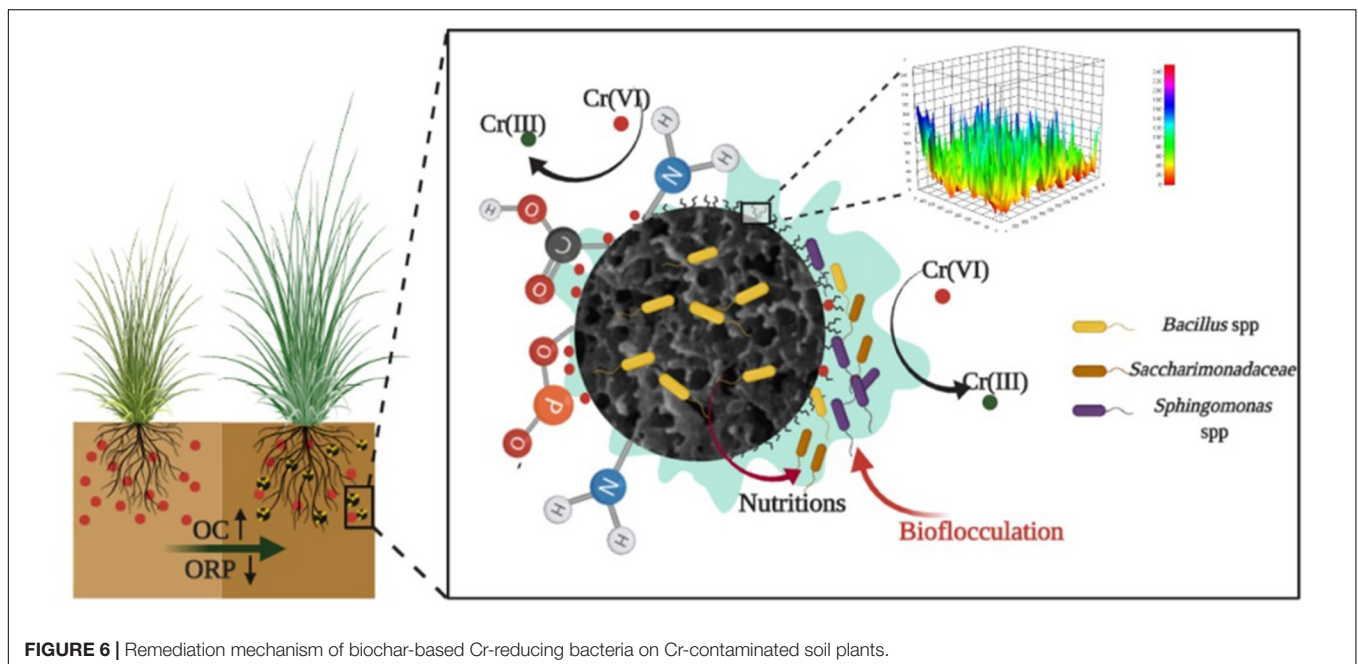 Cr(VI)
Cr(III)
H
H
N
H
O
C
O
O
P
O
N
H
H
Cr(VI)
Cr(III)
Bacillus spp
Saccharimonadaceae
Sphingomonas
spp
OC
ORP
Nutritions
Bioflocculation
FIGURE 6 | Remediation mechanism of biochar-based Cr-reducing bacteria on Cr-contaminated soil plants.